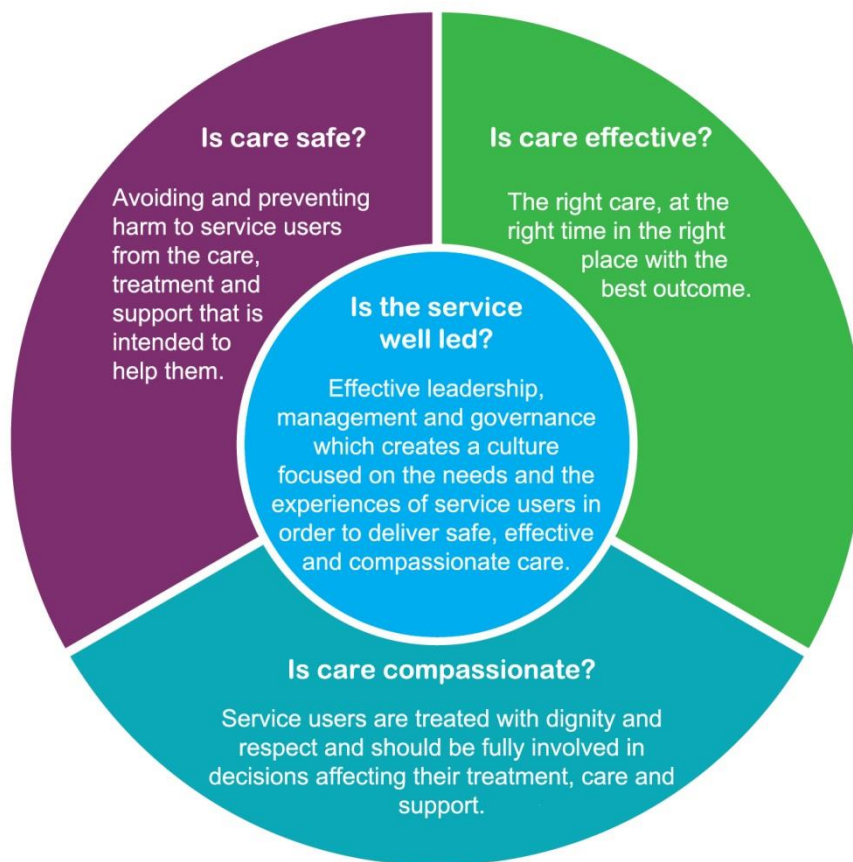 Is care safe?
Avoiding and preventing
harm to service users
from the care,
treatment and
support that is
intended to
help them.
Is care effective?
The right care, at the
right time in the right
place with the
best outcome.
Is the service
well led?
Effective leadership,
management and governance
which creates a culture
focused on the needs and the
experiences of service users in
order to deliver safe, effective
and compassionate care.
Is care compassionate?
Service users are treated with dignity and
respect and should be fully involved in
decisions affecting their treatment, care and
support.